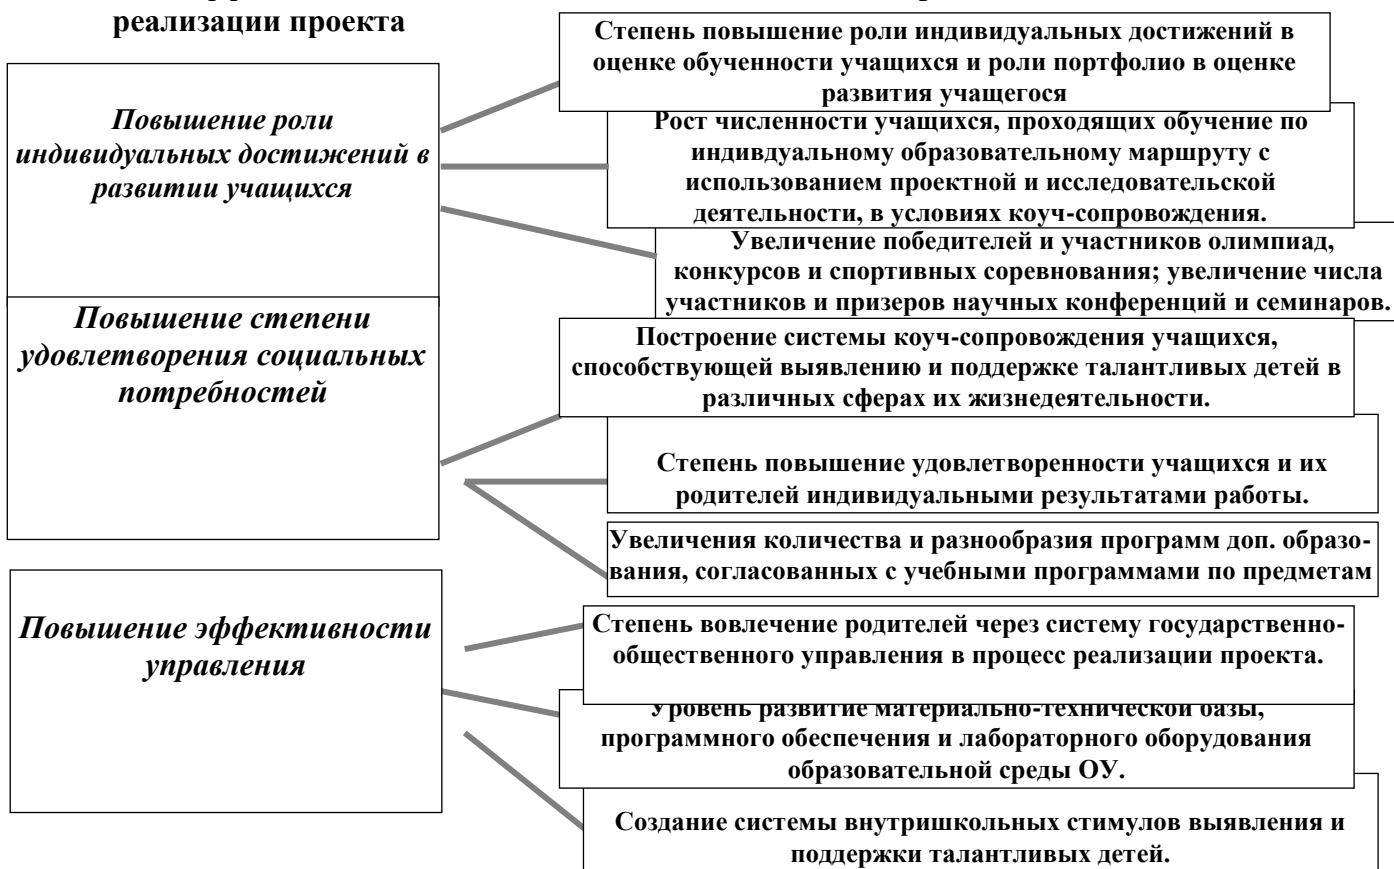 реализации проекта
Степень повышение роли индивидуальных достижений в
оценке обученности учащихся и роли портфолио в оценке
развития учащегося
Повышение роли
индивидуальных достижений в
развитии учащихся
Рост численности учащихся, проходящих обучение по
индивдуальному образовательному маршруту с
использованием проектной и исследовательской
деятельности, в условиях коуч-сопровождения.
Увеличение победителей и участников олимпиад,
конкурсов и спортивных соревнования; увеличение числа
участников и призеров научных конференций и семинаров.
Повышение степени
удовлетворения социальных
потребностей
Построение системы коуч-сопровождения учащихся,
способствующей выявлению и поддержке талантливых детей в
различных сферах их жизнедеятельности.
Степень повышение удовлетворенности учащихся и их
родителей индивидуальными результатами работы.
Увеличения количества и разнообразия программ доп. образо-
вания, согласованных с учебными программами по предметам
Повышение эффективности
управления
Степень вовлечение родителей через систему государственно-
общественного управления в процесс реализации проекта.
Уровень развитие материально-технической базы,
программного обеспечения и лабораторного оборудования
образовательной среды ОУ.
Создание системы внутришкольных стимулов выявления и
поддержки талантливых детей.